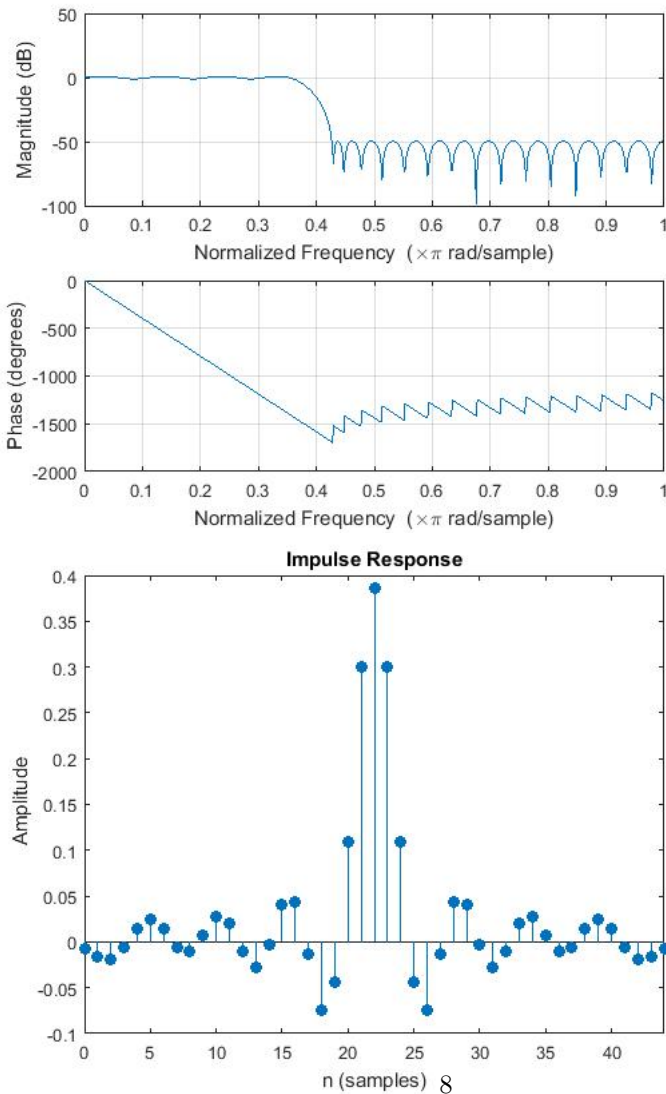 50
0
-50
-100
Magnitude (dB)
0 0.1 0.2 0.3 0.4 0.5 0.6 0.7 0.8 0.9 1
Normalized Frequency (×π rad/sample)
0
-500
-1000
-1500
-2000
Phase (degrees)
0 0.1 0.2 0.3 0.4 0.5 0.6 0.7 0.8 0.9 1
Normalized Frequency (×π rad/sample)
Impulse Response
0.4
0.35
0.3
0.25
0.2
0.15
0.1
0.05
0
-0.05
-0.1
Amplitude
0 5 10 15 20 25 30 35 40
n (samples)
8